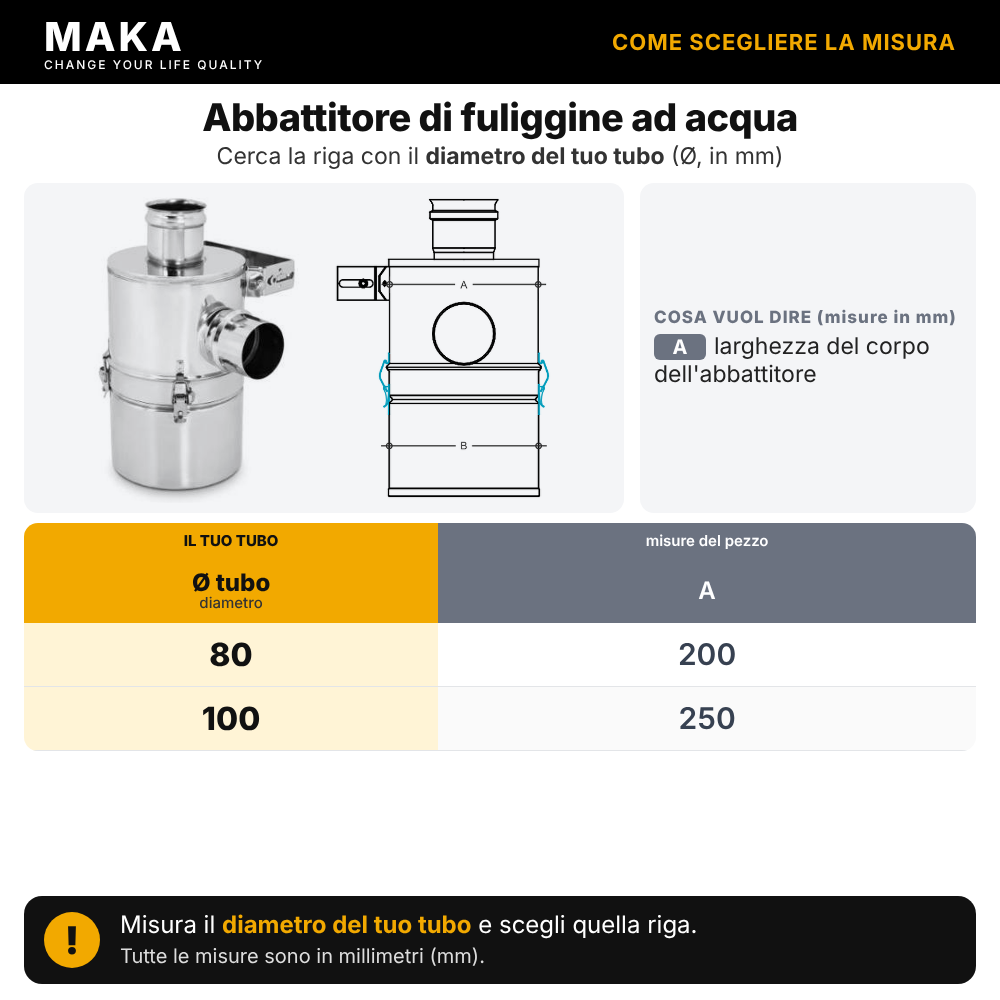 MAKA
CHANGE YOUR LIFE QUALITY
COME SCEGLIERE LA MISURA
Abbattitore di fuliggine ad acqua
Cerca la riga con il diametro del tuo tubo (Ø, in mm)
A
B
COSA VUOL DIRE (misure in mm)
A larghezza del corpo
dell'abbattitore
IL TUO TUBO
misure del pezzo
Ø tubo
diametro
A
80
200
100
250
! Misura il diametro del tuo tubo e scegli quella riga.
Tutte le misure sono in millimetri (mm).